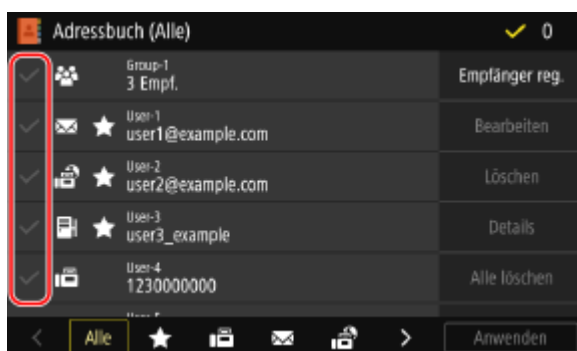 Adressbuch (Alle)
0
Group-1
3 Empf.
Empfänger reg.
User-1
user1@example.com
Bearbeiten
User-2
user2@example.com
Löschen
User-3
user3_example
Details
User-4
1230000000
Alle löschen
Alle
Anwenden